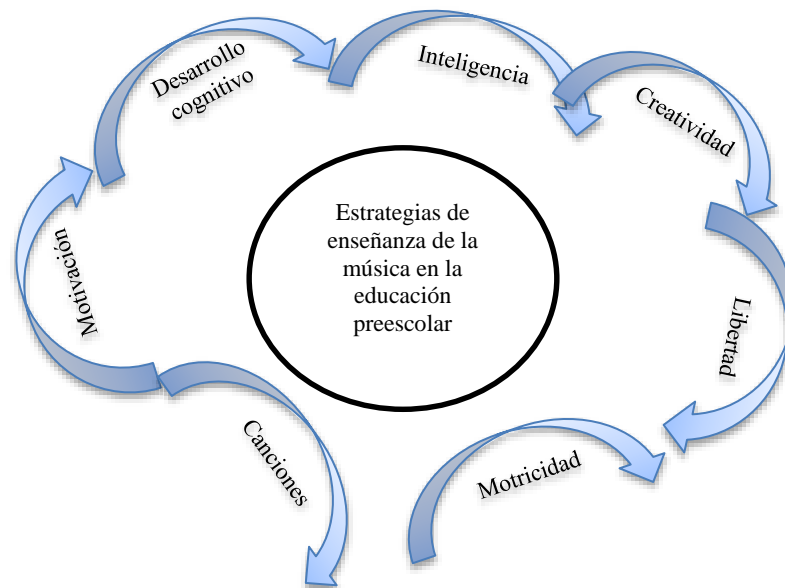 Desarrollo
cognitivo
Inteligencia
Creatividad
Motivación
Estrategias de
enseñanza de la
música en la
educación
preescolar
Libertad
Canciones
Motricidad